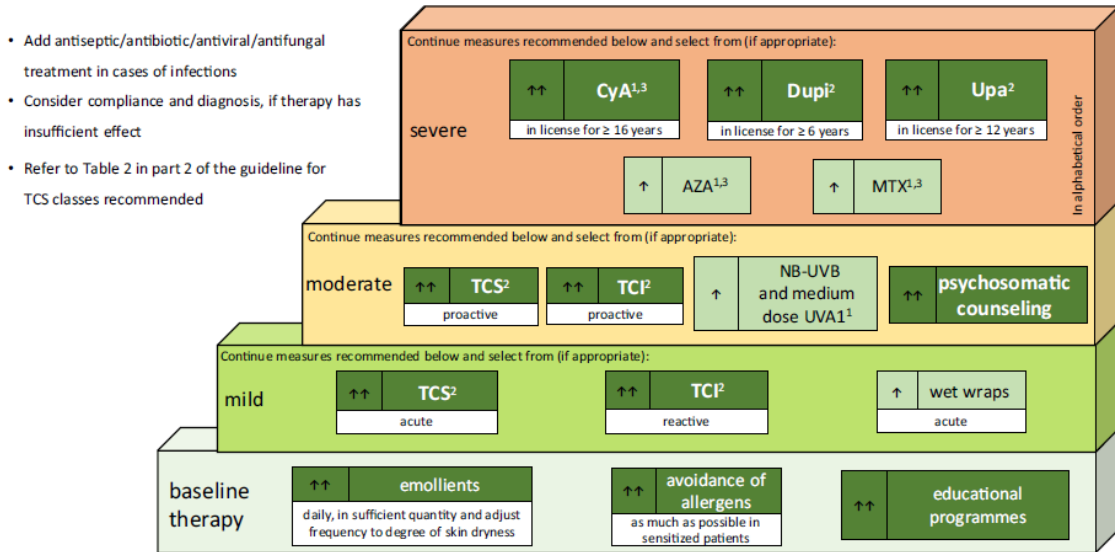 • Add antiseptic/antibiotic/antiviral/antifungal
treatment in cases of infections
• Consider compliance and diagnosis, if therapy has
insufficient effect
• Refer to Table 2 in part 2 of the guideline for
TCS classes recommended
Continue measures recommended below and select from (if appropriate):
severe
↑↑ CyA¹,³
in license for ≥ 16 years
↑↑ Dupi²
in license for ≥ 6 years
↑↑ Upa²
in license for ≥ 12 years
↑ AZA¹,³
↑ MTX¹,³
In alphabetical order
Continue measures recommended below and select from (if appropriate):
moderate
↑↑ TCS²
proactive
↑↑ TCI²
proactive
↑ NB-UVB
and medium
dose UVA1¹
↑↑ psychosomatic
counseling
Continue measures recommended below and select from (if appropriate):
mild
↑↑ TCS²
acute
↑↑ TCI²
reactive
↑ wet wraps
acute
baseline
therapy
↑↑ emollients
daily, in sufficient quantity and adjust
frequency to degree of skin dryness
↑↑ avoidance of
allergens
as much as possible in
sensitized patients
↑↑ educational
programmes